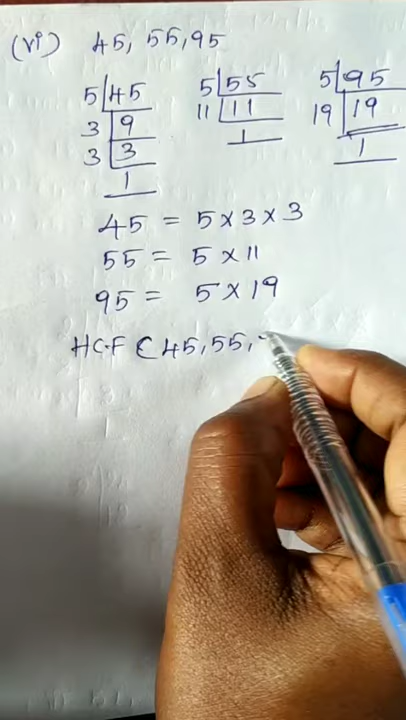 (vi) 45, 55, 95
5 45 5 55 5 95
3 9 11 11 19 19
3 3 1 1
1
45 = 5 × 3 × 3
55 = 5 × 11
95 = 5 × 19
H.C.F (45, 55,